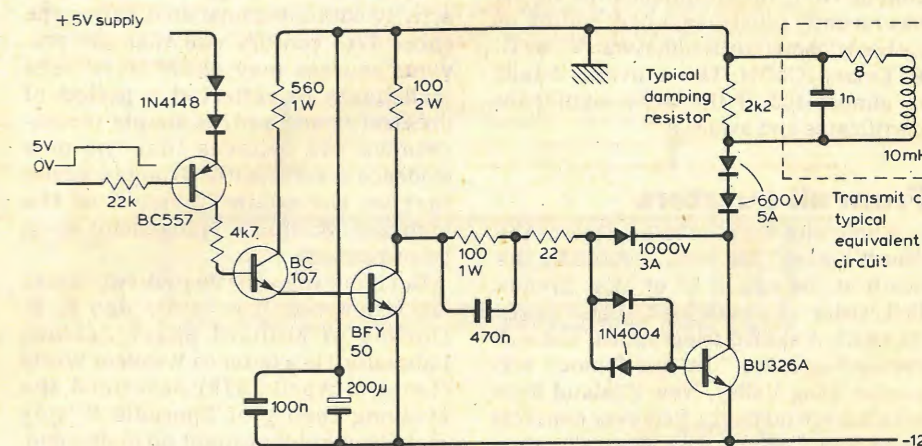 +5V supply
1N4148
560
1W
100
2W
Typical
damping
resistor
2k2
8
1n
10mH
5V
0V
22k
BC557
4k7
BC
107
BFY
50
100
1W
22
470n
1000V
3A
1N4004
600V
5A
Transmit c
typical
equivalent
circuit
BU326A
100n
200μ
-12